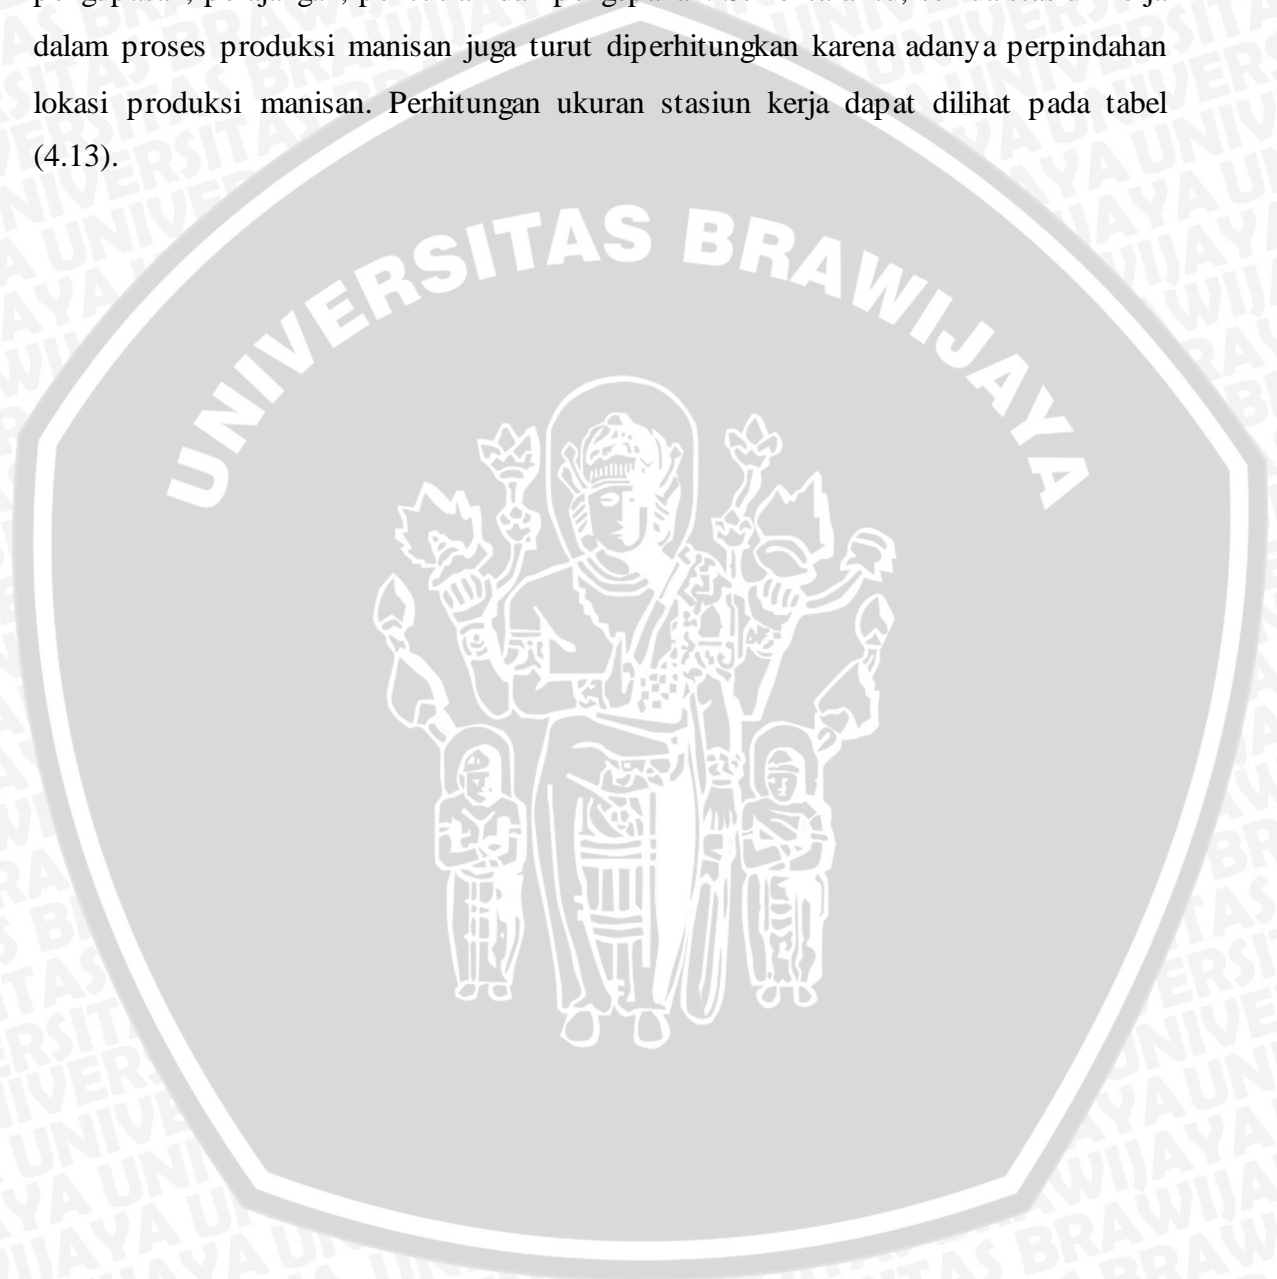 dalam proses produksi manisan juga turut diperhitungkan karena adanya perpindahan
lokasi produksi manisan. Perhitungan ukuran stasiun kerja dapat dilihat pada tabel
(4.13).
UNIVERSITAS BRAWIJAYA